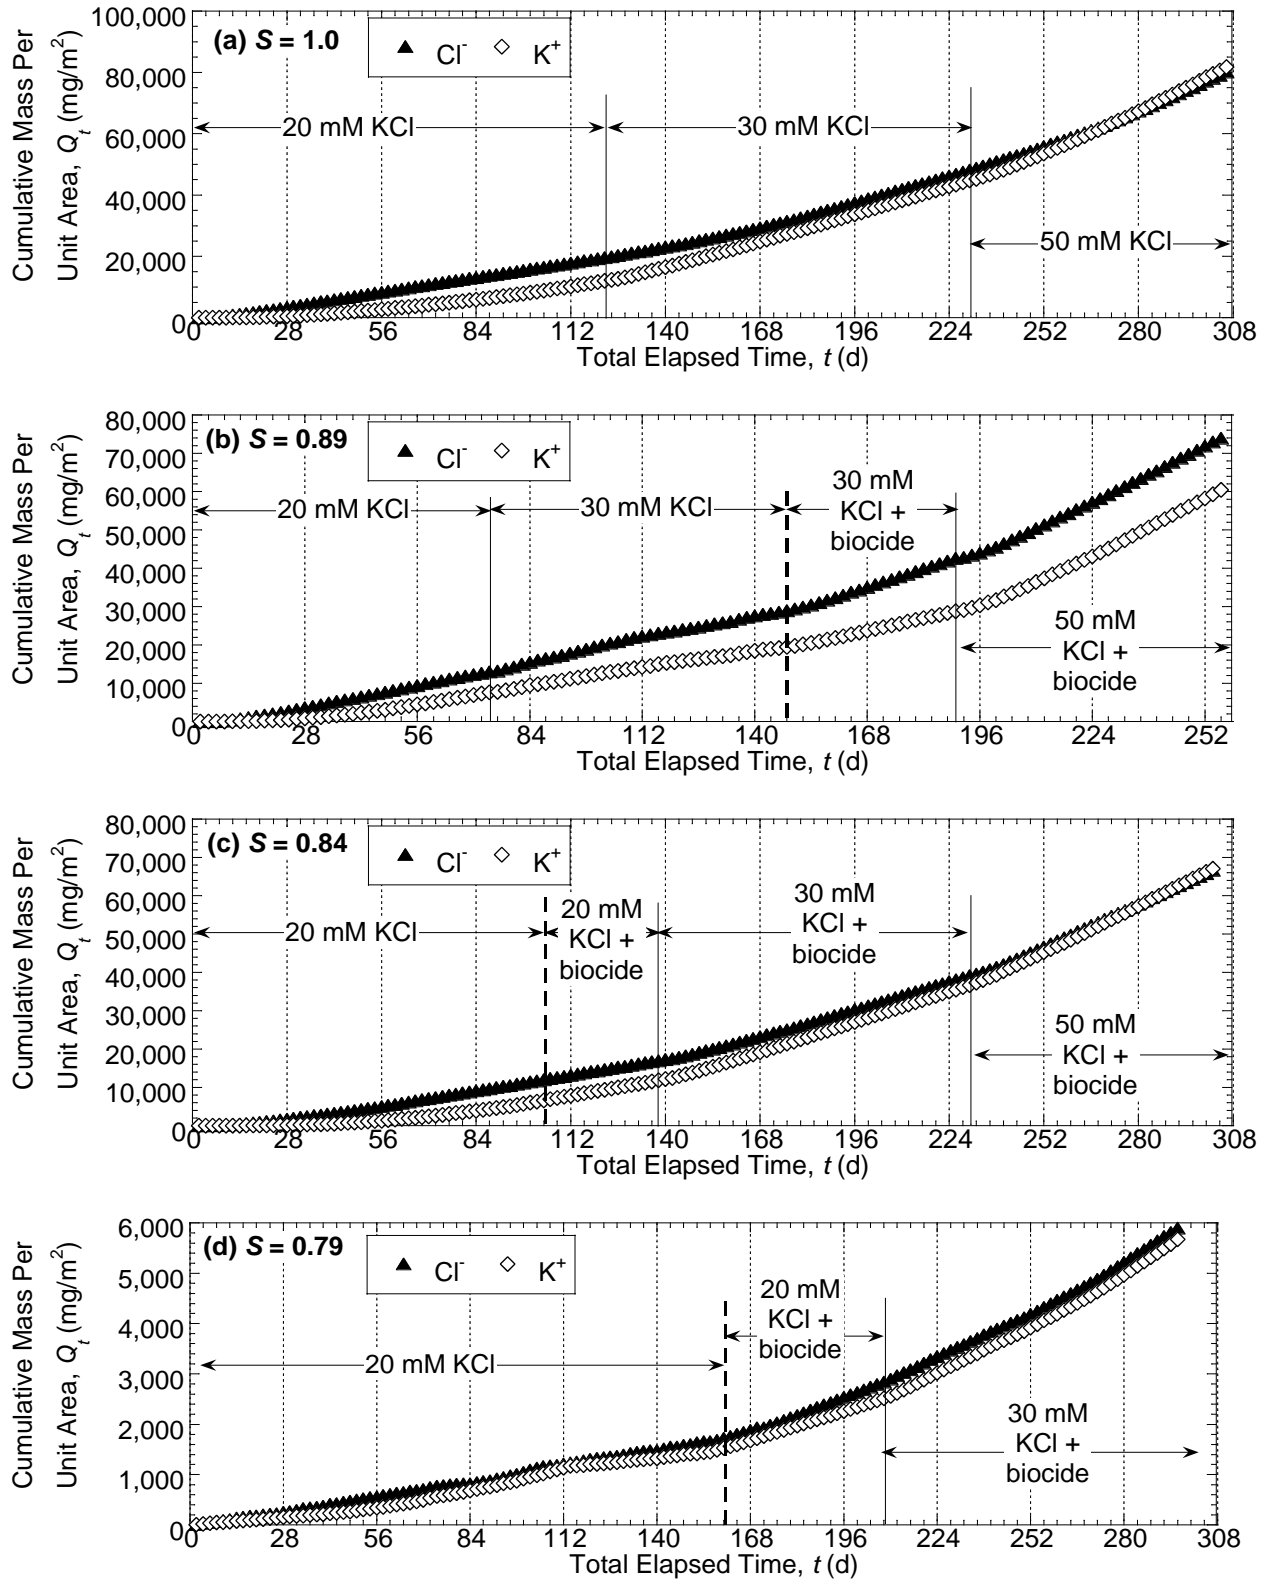 (a) S = 1.0
Cl- K+
Cumulative Mass Per
Unit Area, Qt (mg/m2)
100,000
80,000
60,000
40,000
20,000
0
20 mM KCl
30 mM KCl
50 mM KCl
0 28 56 84 112 140 168 196 224 252 280 308
Total Elapsed Time, t (d)
(b) S = 0.89
Cl- K+
Cumulative Mass Per
Unit Area, Qt (mg/m2)
80,000
70,000
60,000
50,000
40,000
30,000
20,000
10,000
0
20 mM KCl
30 mM KCl
30 mM
KCl +
biocide
50 mM
KCl +
biocide
0 28 56 84 112 140 168 196 224 252
Total Elapsed Time, t (d)
(c) S = 0.84
Cl- K+
Cumulative Mass Per
Unit Area, Qt (mg/m2)
80,000
70,000
60,000
50,000
40,000
30,000
20,000
10,000
0
20 mM KCl
20 mM
KCl +
biocide
30 mM
KCl +
biocide
50 mM
KCl +
biocide
0 28 56 84 112 140 168 196 224 252 280 308
Total Elapsed Time, t (d)
(d) S = 0.79
Cl- K+
Cumulative Mass Per
Unit Area, Qt (mg/m2)
6,000
5,000
4,000
3,000
2,000
1,000
0
20 mM KCl
20 mM
KCl +
biocide
30 mM
KCl +
biocide
0 28 56 84 112 140 168 196 224 252 280 308
Total Elapsed Time, t (d)